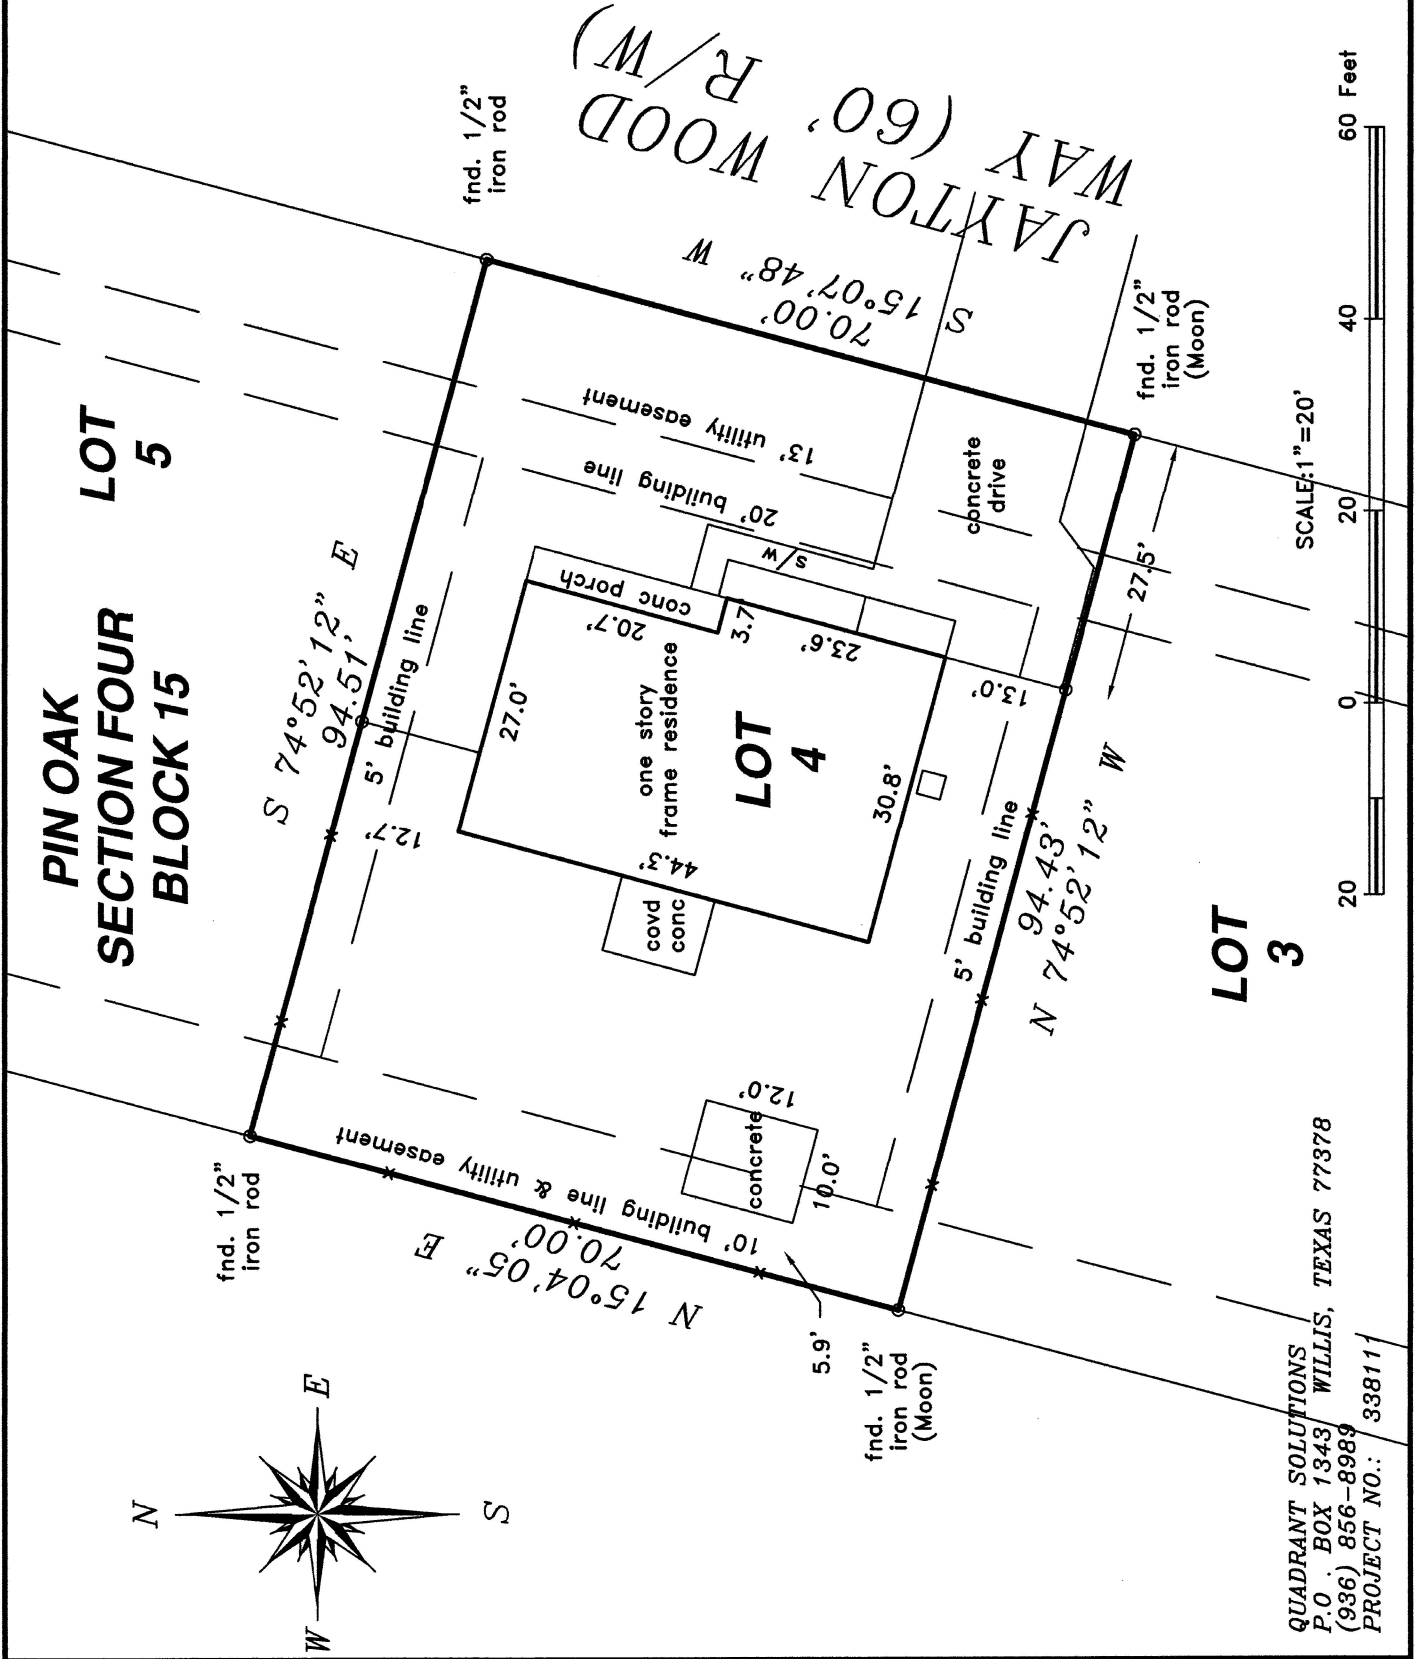 PIN OAK
SECTION FOUR
BLOCK 15
LOT
5
fnd. 1/2"
iron rod
JAYTON WOOD
WAY (60' R/W)
S 15°07'48" W
70.00'
S 74°52'12" E
94.51'
5' building line
13' utility easement
20' building line
conc porch
s/w
20.7'
3.7'
23.6'
27.0'
12.7'
one story
frame residence
LOT
4
44.3'
30.8'
13.0'
covd
conc
concrete
drive
fnd. 1/2"
iron rod
(Moon)
27.5'
5' building line
94.43'
N 74°52'12" W
12.0'
concrete
10.0'
10' building line & utility easement
70.00'
N 15°04'05" E
5.9'
fnd. 1/2"
iron rod
fnd. 1/2"
iron rod
(Moon)
LOT
3
N
E
S
W
SCALE:1"=20'
20 0 20 40 60 Feet
QUADRANT SOLUTIONS
P.O . BOX 1343 WILLIS, TEXAS 77378
(936) 856-8989
PROJECT NO.: 338111